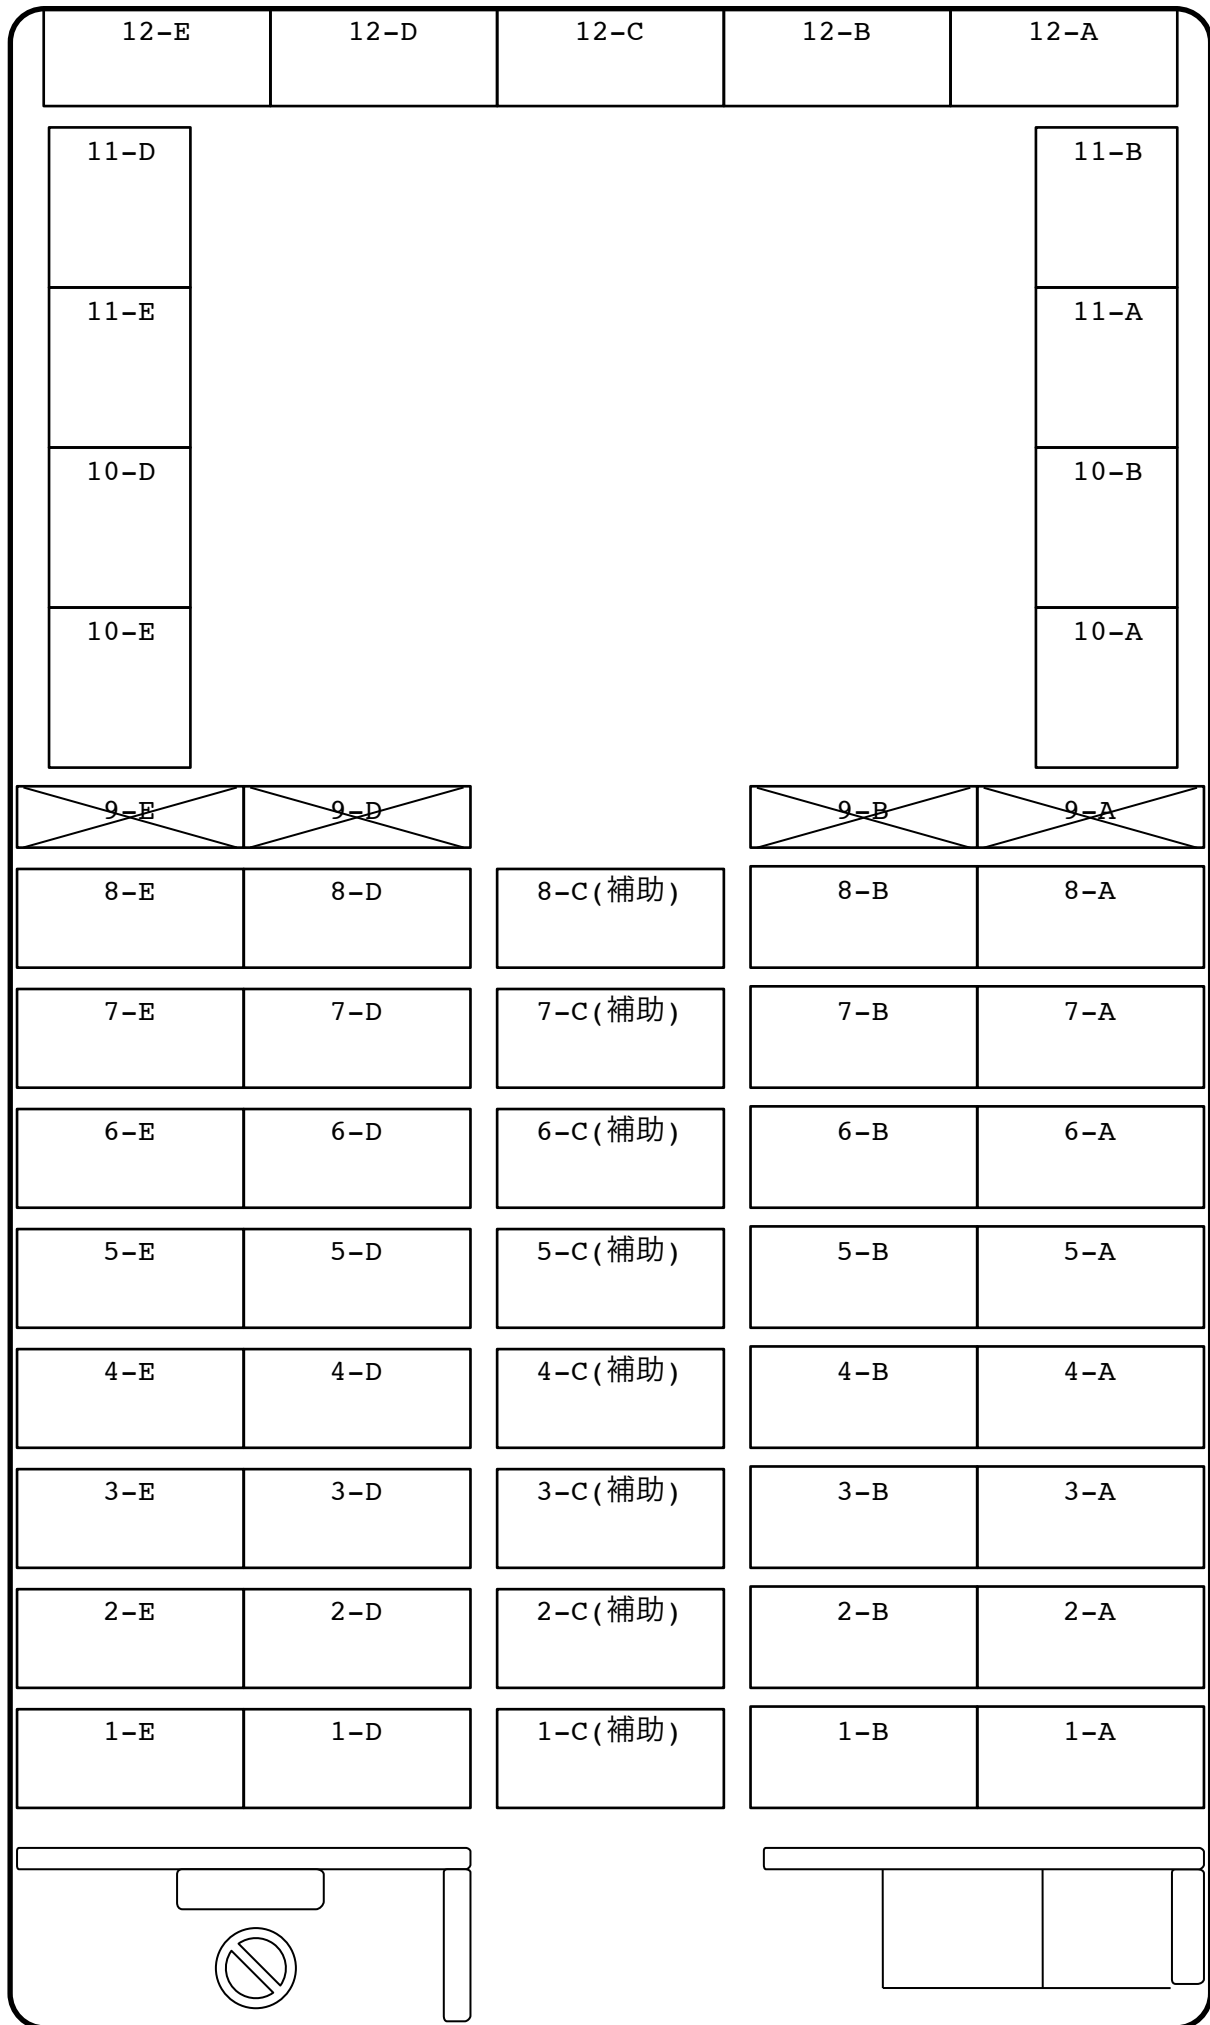 12-E 12-D 12-C 12-B 12-A
11-D 11-B
11-E 11-A
10-D 10-B
10-E 10-A
9-E 9-D 9-B 9-A
8-E 8-D 8-C(補助) 8-B 8-A
7-E 7-D 7-C(補助) 7-B 7-A
6-E 6-D 6-C(補助) 6-B 6-A
5-E 5-D 5-C(補助) 5-B 5-A
4-E 4-D 4-C(補助) 4-B 4-A
3-E 3-D 3-C(補助) 3-B 3-A
2-E 2-D 2-C(補助) 2-B 2-A
1-E 1-D 1-C(補助) 1-B 1-A